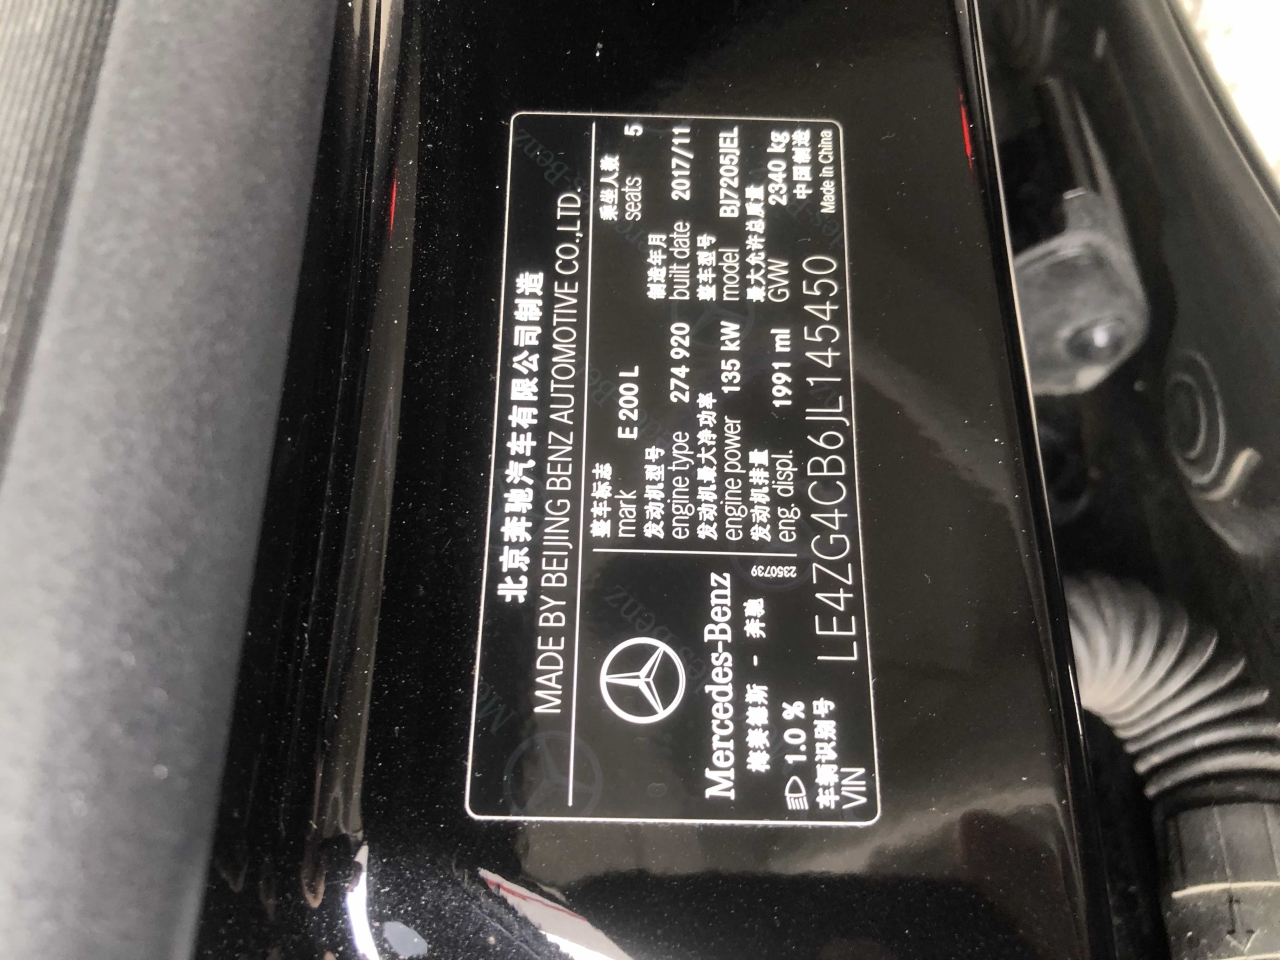 北京奔驰汽车有限公司制造
MADE BY BEIJING BENZ AUTOMOTIVE CO.,LTD.
整车标志 乘坐人数
mark E 200 L seats 5
发动机型号 制造年月
engine type 274 920 built date 2017/11
发动机最大净功率 整车型号
engine power 135 kW model BJ7205JEL
发动机排量 最大允许总质量
eng. displ. 1991 ml GVW 2340 kg
Mercedes-Benz
梅赛德斯 - 奔驰
2350739
1.0 %
中国制造
Made in China
车辆识别号
VIN LE4ZG4CB6JL145450